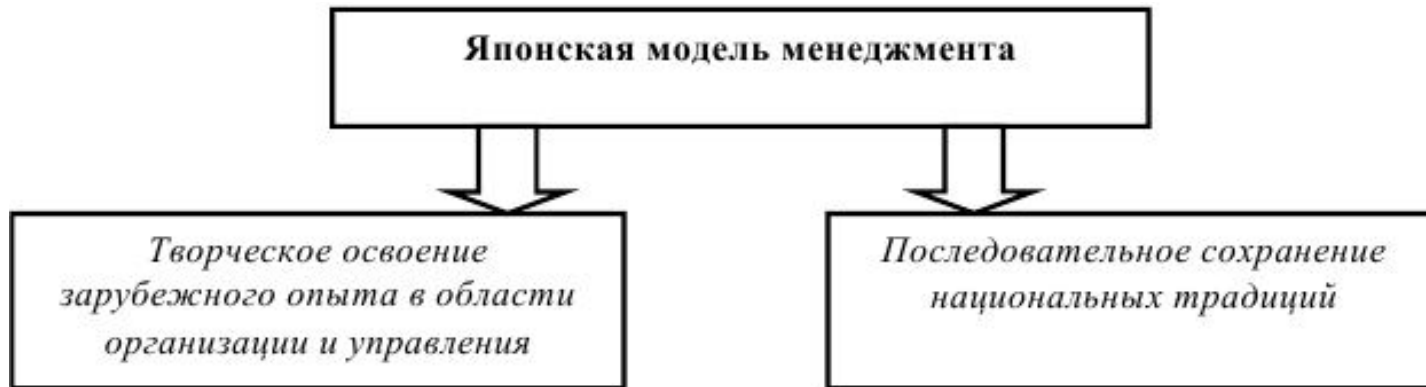 Японская модель менеджмента
Творческое освоение
зарубежного опыта в области
организации и управления
Последовательное сохранение
национальных традиций